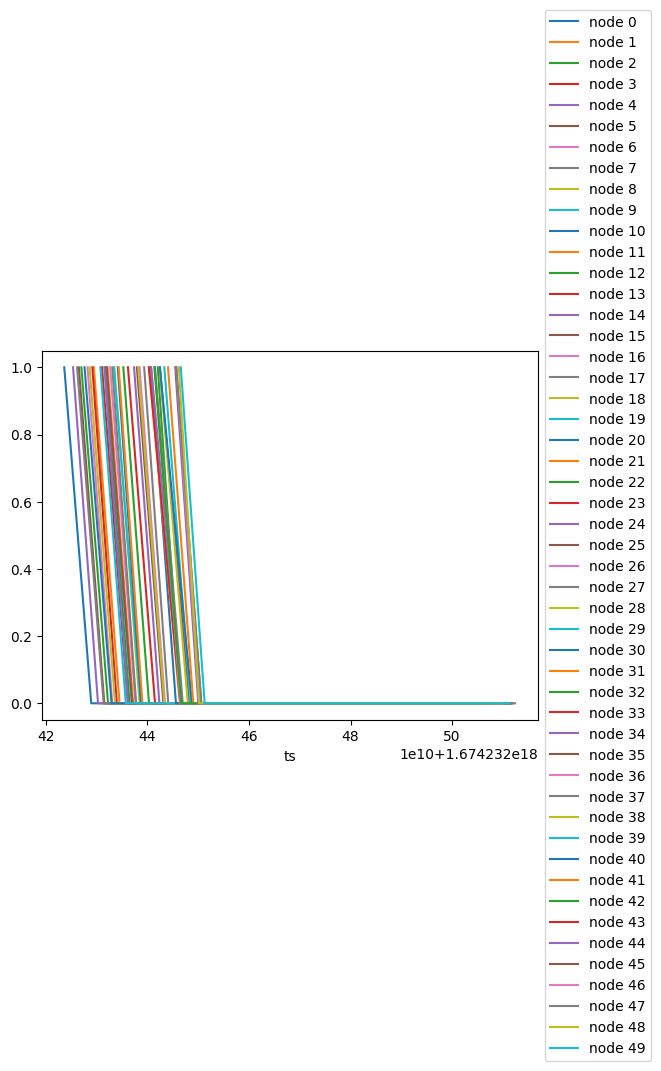 1.0
0.8
0.6
0.4
0.2
0.0
42 44 46 48 50
ts
1e10+1.674232e18
node 0
node 1
node 2
node 3
node 4
node 5
node 6
node 7
node 8
node 9
node 10
node 11
node 12
node 13
node 14
node 15
node 16
node 17
node 18
node 19
node 20
node 21
node 22
node 23
node 24
node 25
node 26
node 27
node 28
node 29
node 30
node 31
node 32
node 33
node 34
node 35
node 36
node 37
node 38
node 39
node 40
node 41
node 42
node 43
node 44
node 45
node 46
node 47
node 48
node 49